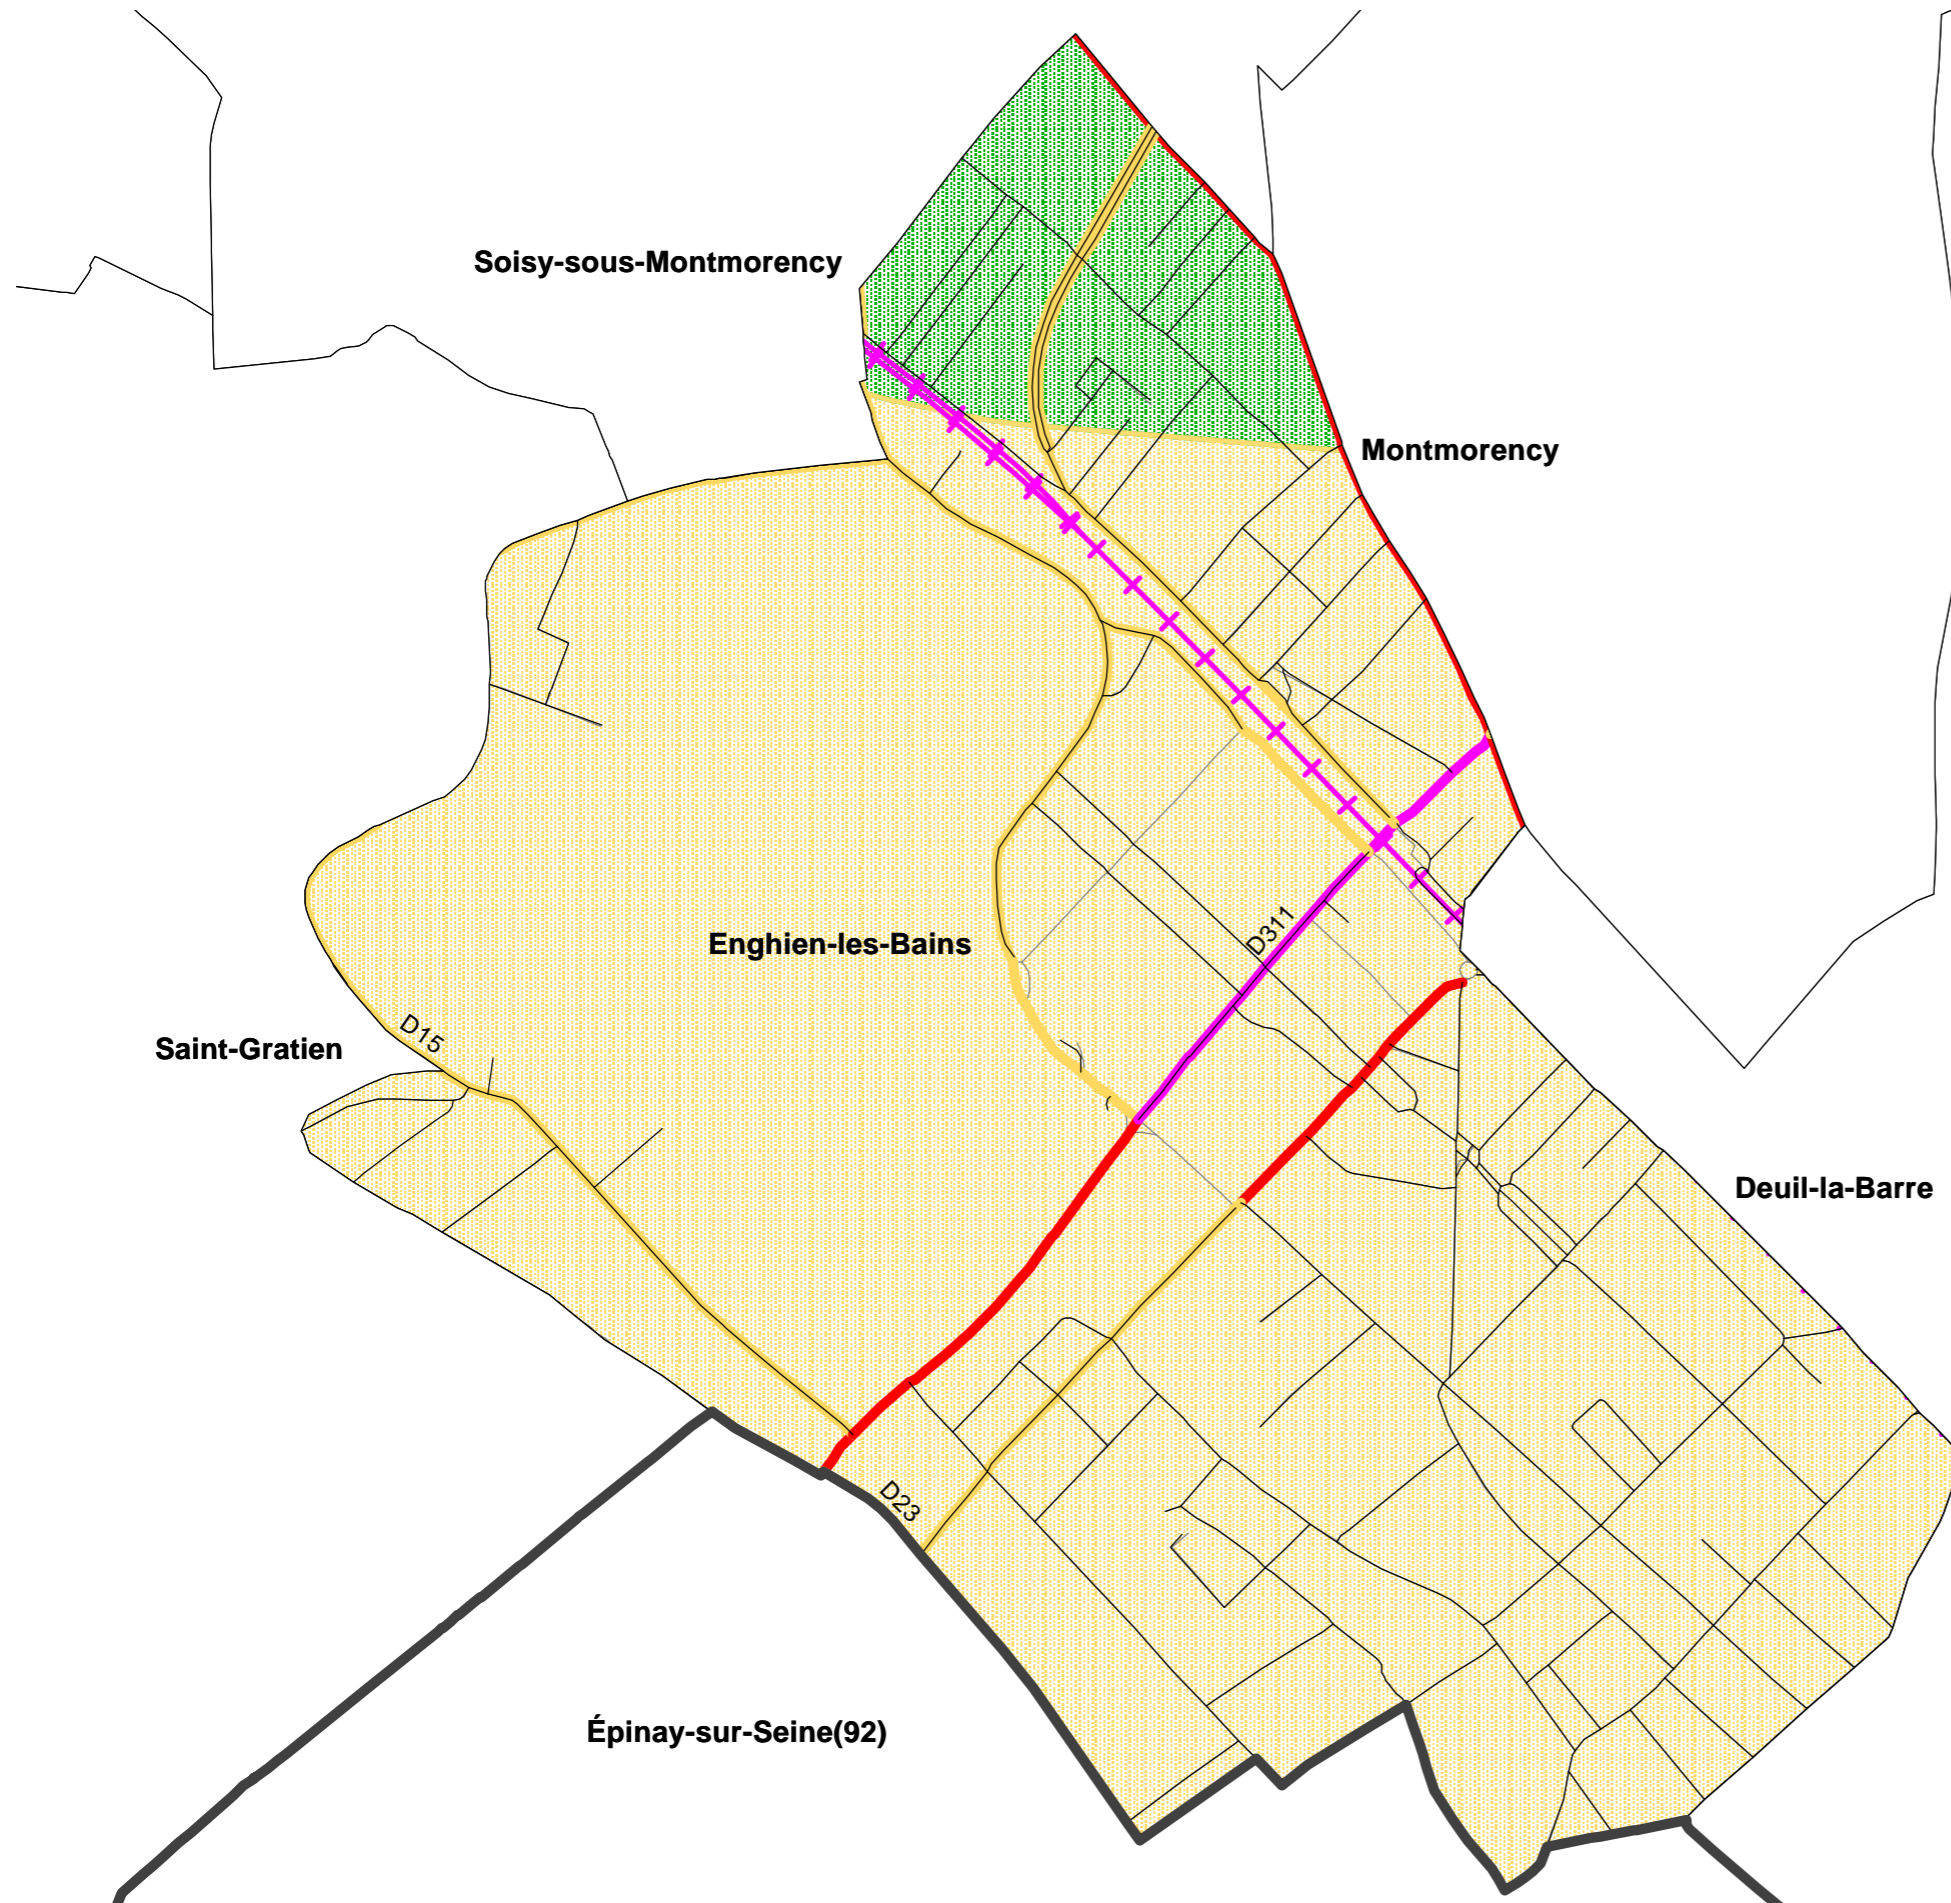 Soisy-sous-Montmorency
Montmorency
D311
Enghien-les-Bains
D15
Saint-Gratien
Deuil-la-Barre
D23
Épinay-sur-Seine(92)